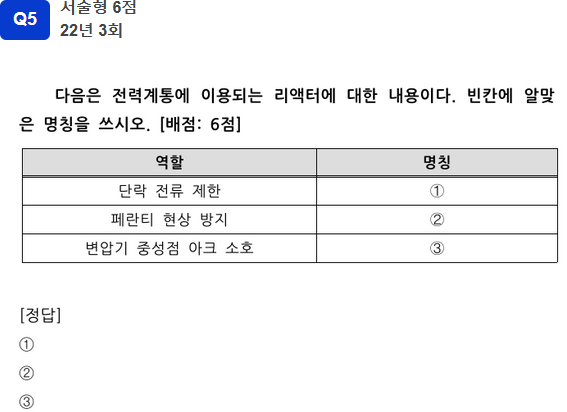 Q5
서술형 6점
22년 3회
다음은 전력계통에 이용되는 리액터에 대한 내용이다. 빈칸에 알맞
은 명칭을 쓰시오. [배점: 6점]
역할 명칭
단락 전류 제한 ①
페란티 현상 방지 ②
변압기 중성점 아크 소호 ③
[정답]
①
②
③